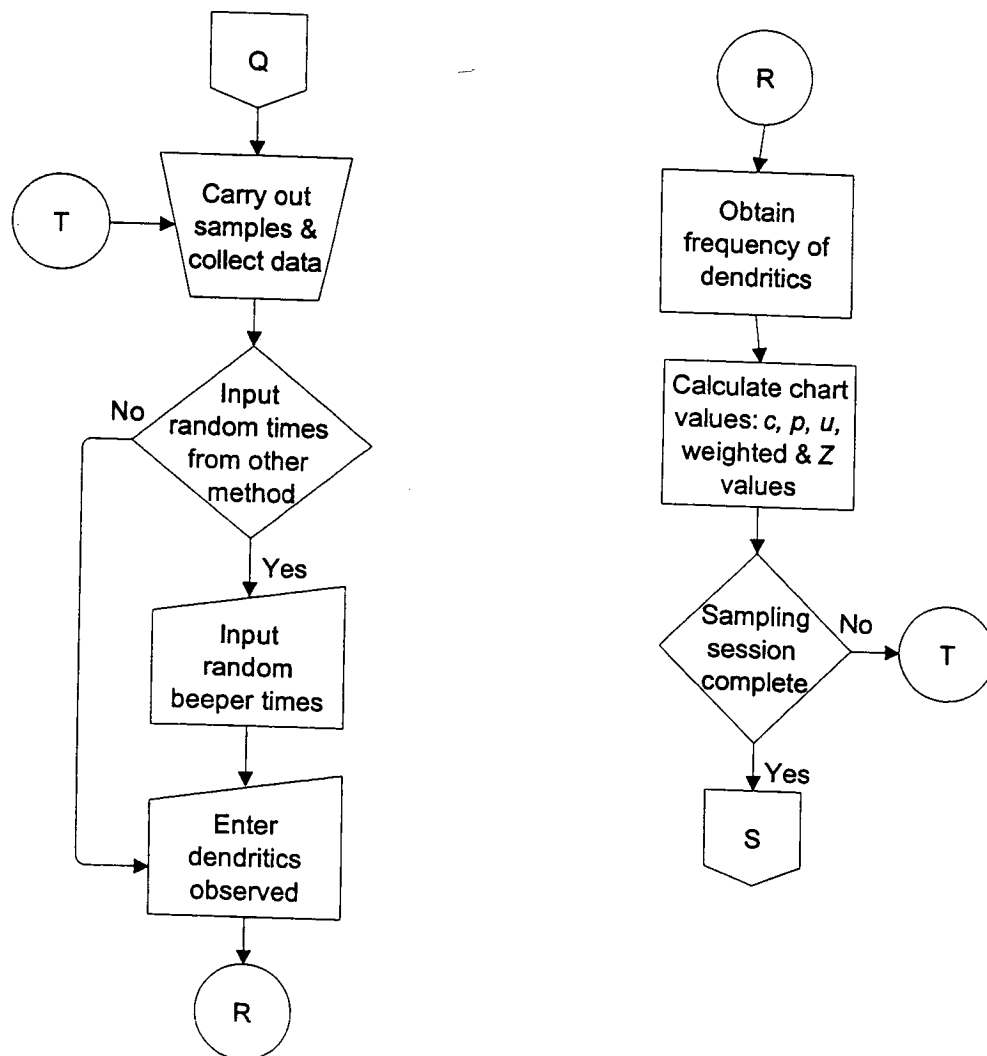 Q
T
Carry out
samples &
collect data
Input
random times
from other
method
No
Yes
Input
random
beeper times
Enter
dendritics
observed
R
R
Obtain
frequency of
dendritics
Calculate chart
values: c, p, u,
weighted & Z
values
Sampling
session
complete
No
T
Yes
S